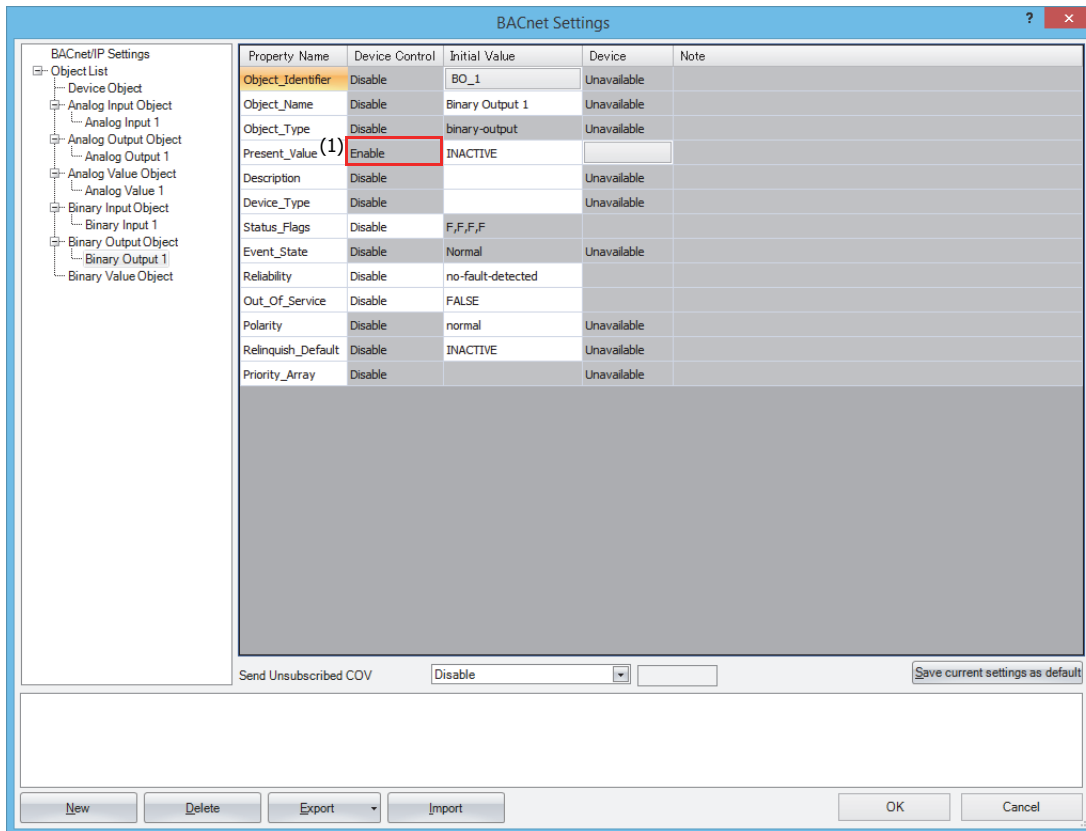 BACnet Settings
?
×
BACnet/IP Settings
Object List
Device Object
Analog Input Object
Analog Input 1
Analog Output Object
Analog Output 1
Analog Value Object
Analog Value 1
Binary Input Object
Binary Input 1
Binary Output Object
Binary Output 1
Binary Value Object
Property Name Device Control Initial Value Device Note
Object_Identifier Disable BO_1 Unavailable
Object_Name Disable Binary Output 1 Unavailable
Object_Type Disable binary-output Unavailable
Present_Value (1) Enable INACTIVE
Description Disable Unavailable
Device_Type Disable Unavailable
Status_Flags Disable F,F,F,F
Event_State Disable Normal Unavailable
Reliability Disable no-fault-detected
Out_Of_Service Disable FALSE
Polarity Disable normal Unavailable
Relinquish_Default Disable INACTIVE Unavailable
Priority_Array Disable Unavailable
Send Unsubscribed COV Disable Save current settings as default
New Delete Export Import OK Cancel